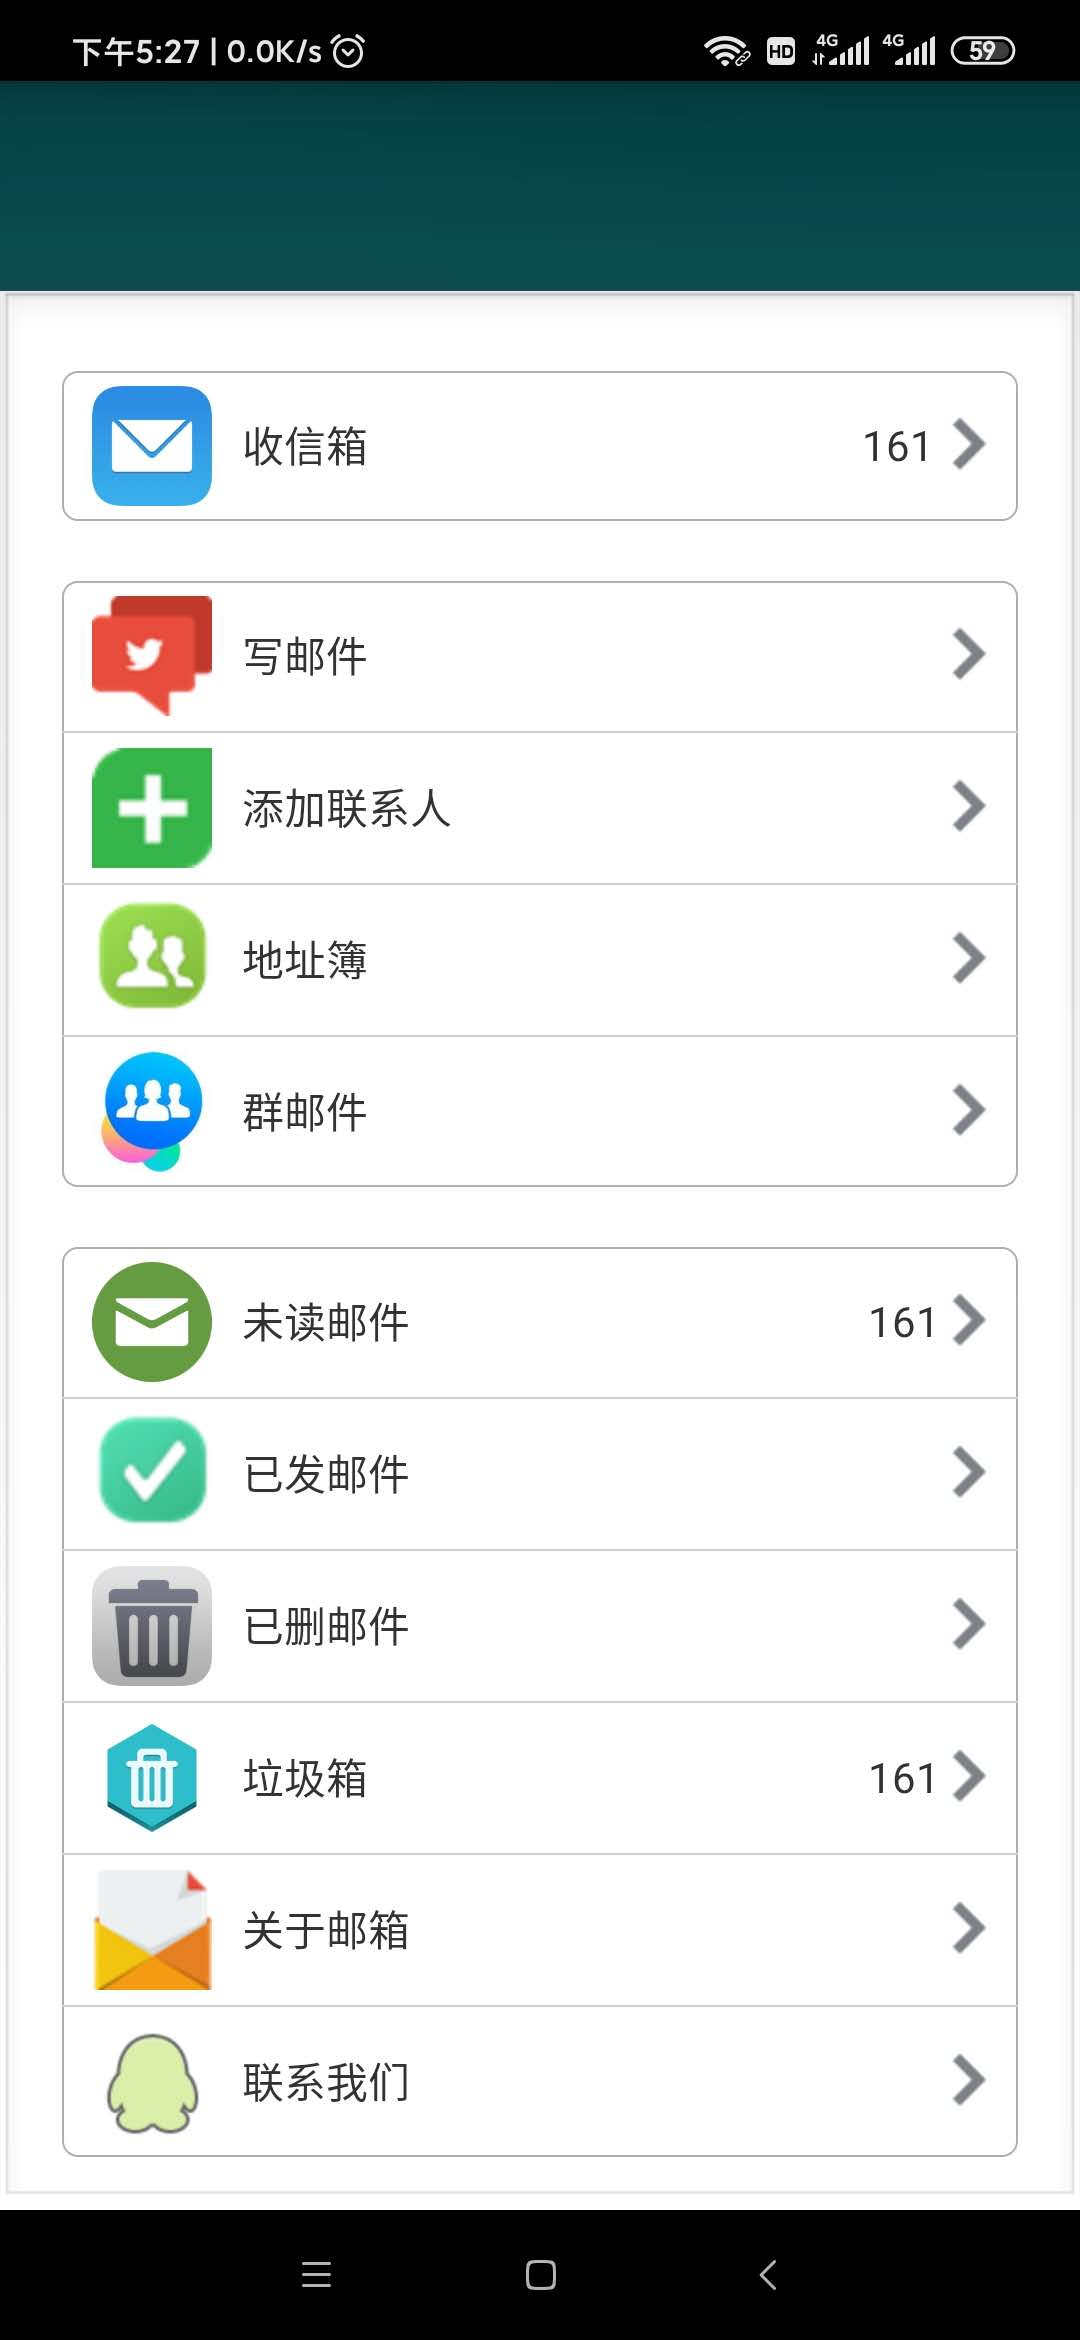 下午5:27 | 0.0K/s
HD 4G 4G 59
收信箱 161
写邮件
添加联系人
地址簿
群邮件
未读邮件 161
已发邮件
已删邮件
垃圾箱 161
关于邮箱
联系我们